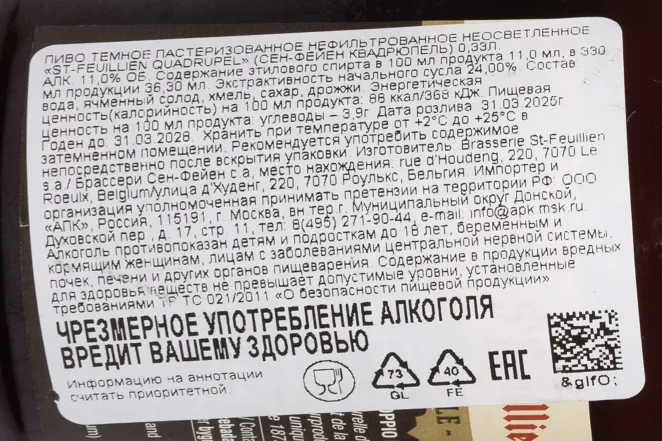 ПИВО ТЕМНОЕ ПАСТЕРИЗОВАННОЕ НЕФИЛЬТРОВАННОЕ НЕОСВЕТЛЕННОЕ
«ST-FEUILLIEN QUADRUPEL» (СЕН-ФЕЙЕН КВАДРЮПЕЛЬ) 0,33Л.
АЛК. 11,0% ОБ. Содержание этилового спирта в 100 мл продукта 11,0 мл, в 330
мл продукции 36,30 мл. Экстрактивность начального сусла 24,00%. Состав
вода, ячменный солод, хмель, сахар, дрожжи. Энергетическая
ценность(калорийность) на 100 мл продукта: 88 ккал/368 кДж. Пищевая
ценность на 100 мл продукта: углеводы – 3,9г. Дата розлива: 31.03.2025г.
Годен до: 31.03.2028. Хранить при температуре от +2°С до +25°С в
затемненном помещении. Рекомендуется употребить содержимое
непосредственно после вскрытия упаковки. Изготовитель: Brasserie St-Feuillien
s.a / Брассери Сен-Фейен с.а, место нахождения: rue d'Houdeng, 220, 7070 Le
Roeulx, Belgium/улица д'Худенг, 220, 7070 Роулкс, Бельгия. Импортер и
организация уполномоченная принимать претензии на территории РФ: ООО
«АПК», Россия, 115191, г. Москва, вн.тер.г. Муниципальный округ Донской,
Духовской пер, д. 17, стр. 11, тел: 8(495) 271-90-44, e-mail: info@apk.msk.ru.
Алкоголь противопоказан детям и подросткам до 18 лет, беременным и
кормящим женщинам, лицам с заболеваниями центральной нервной системы,
почек, печени и других органов пищеварения. Содержание в продукции вредных
для здоровья веществ не превышает допустимые уровни, установленные
требованиями ТР ТС 021/2011 «О безопасности пищевой продукции»
ЧРЕЗМЕРНОЕ УПОТРЕБЛЕНИЕ АЛКОГОЛЯ
ВРЕДИТ ВАШЕМУ ЗДОРОВЬЮ
Информацию на аннотации
считать приоритетной.
73
GL
40
FE
EAC
&glfO;